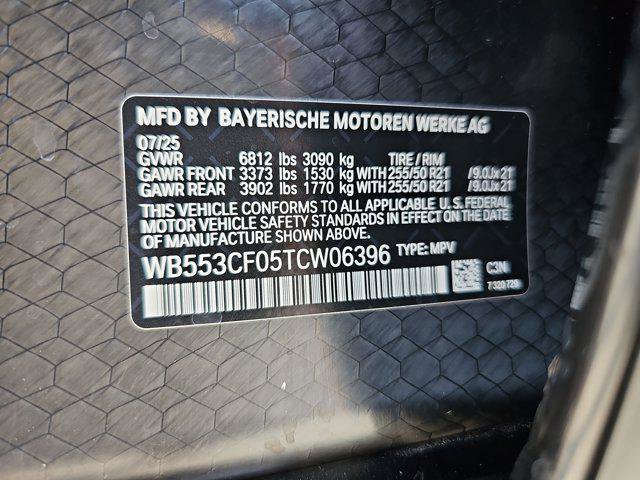 MFD BY BAYERISCHE MOTOREN WERKE AG
07/25
GVWR 6812 lbs 3090 kg TIRE / RIM
GAWR FRONT 3373 lbs 1530 kg WITH 255/50 R21 /9.0Jx21
GAWR REAR 3902 lbs 1770 kg WITH 255/50 R21 /9.0Jx21
THIS VEHICLE CONFORMS TO ALL APPLICABLE U.S. FEDERAL
MOTOR VEHICLE SAFETY STANDARDS IN EFFECT ON THE DATE
OF MANUFACTURE SHOWN ABOVE.
WB553CF05TCW06396 TYPE: MPV
C3N
7 320 729